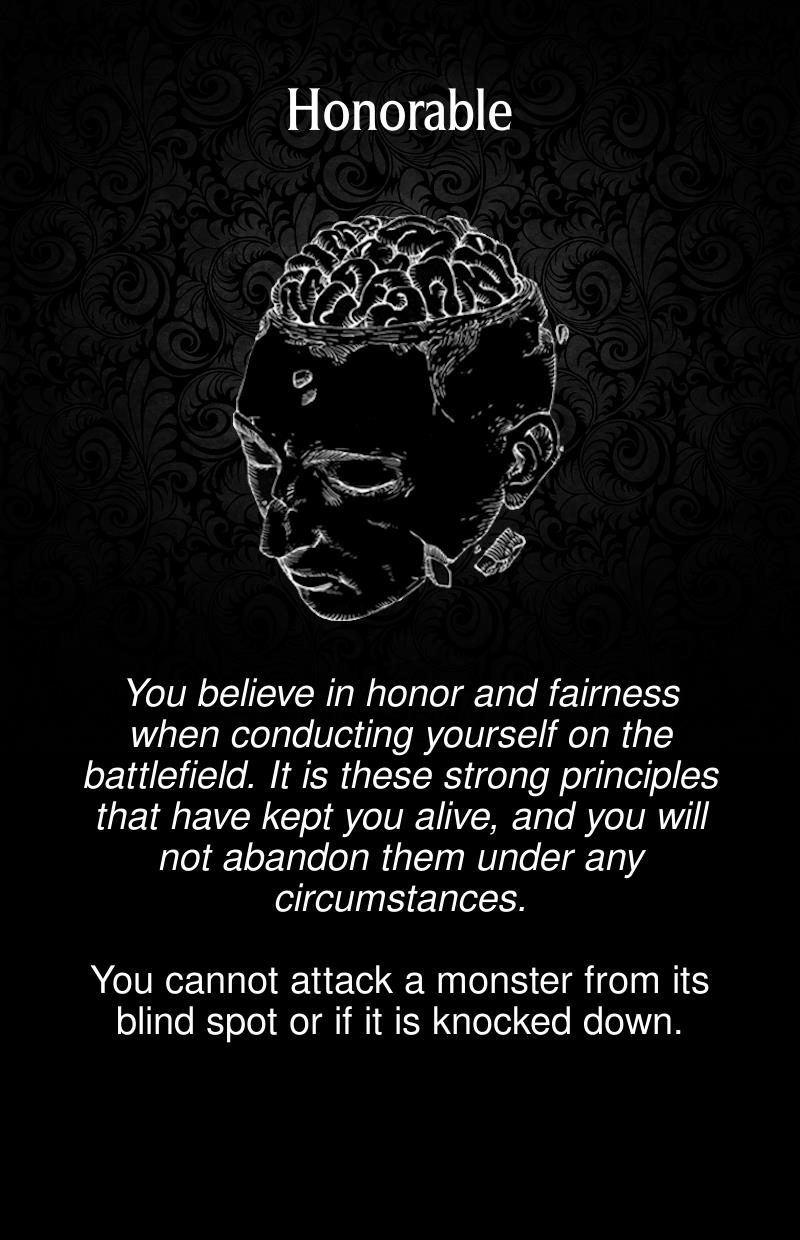 Honorable
You believe in honor and fairness
when conducting yourself on the
battlefield. It is these strong principles
that have kept you alive, and you will
not abandon them under any
circumstances.
You cannot attack a monster from its
blind spot or if it is knocked down.